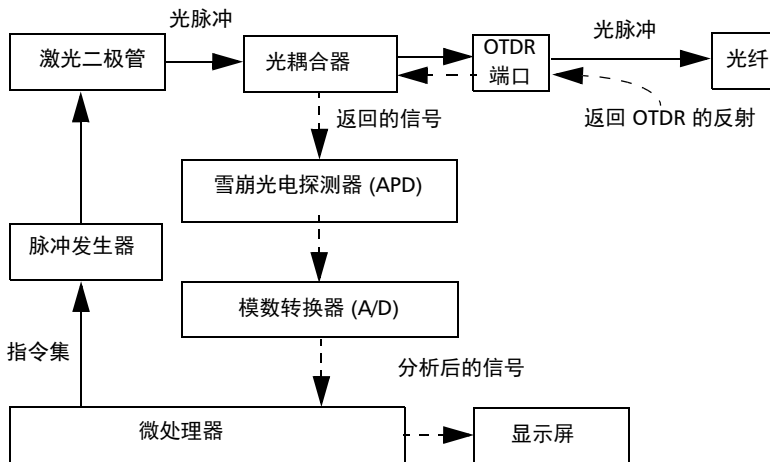 光脉冲
激光二极管
光耦合器
OTDR
端口
光脉冲
光纤
返回的信号
返回 OTDR 的反射
雪崩光电探测器 (APD)
脉冲发生器
模数转换器 (A/D)
指令集
分析后的信号
微处理器
显示屏